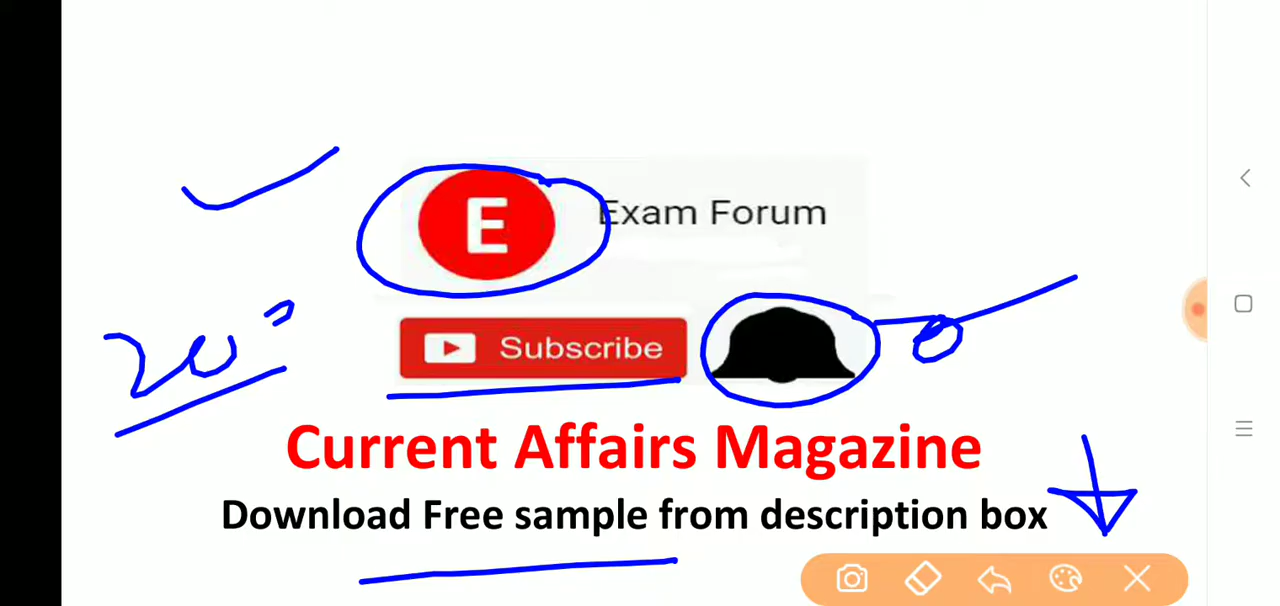 E
Exam Forum
Subscribe
Current Affairs Magazine
Download Free sample from description box